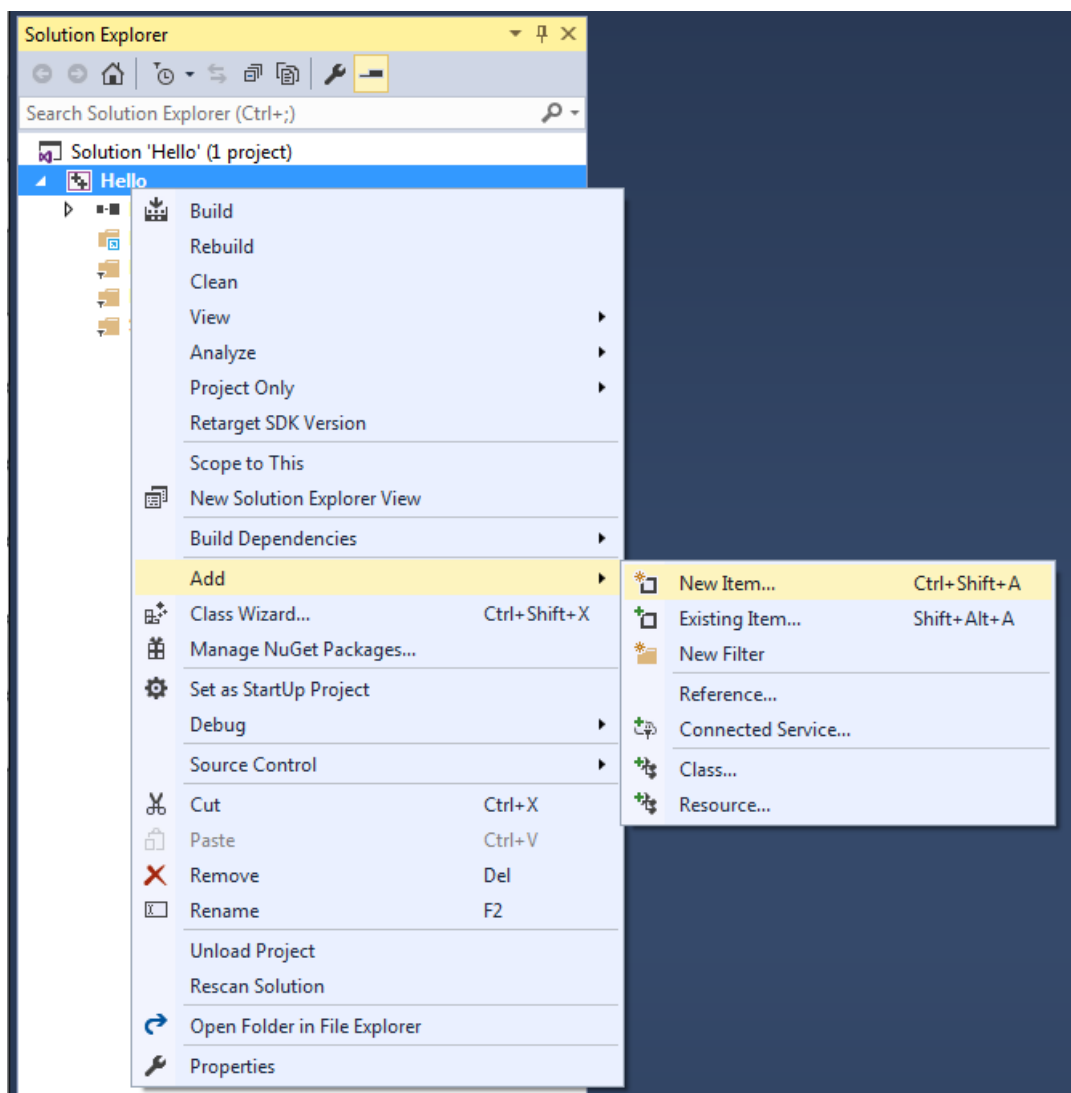 Solution Explorer
Search Solution Explorer (Ctrl+;)
Solution 'Hello' (1 project)
Hello
Build
Rebuild
Clean
View
Analyze
Project Only
Retarget SDK Version
Scope to This
New Solution Explorer View
Build Dependencies
Add
New Item... Ctrl+Shift+A
Class Wizard... Ctrl+Shift+X
Existing Item... Shift+Alt+A
Manage NuGet Packages...
New Filter
Set as StartUp Project
Reference...
Debug
Connected Service...
Source Control
Class...
Cut Ctrl+X
Resource...
Paste Ctrl+V
Remove Del
Rename F2
Unload Project
Rescan Solution
Open Folder in File Explorer
Properties